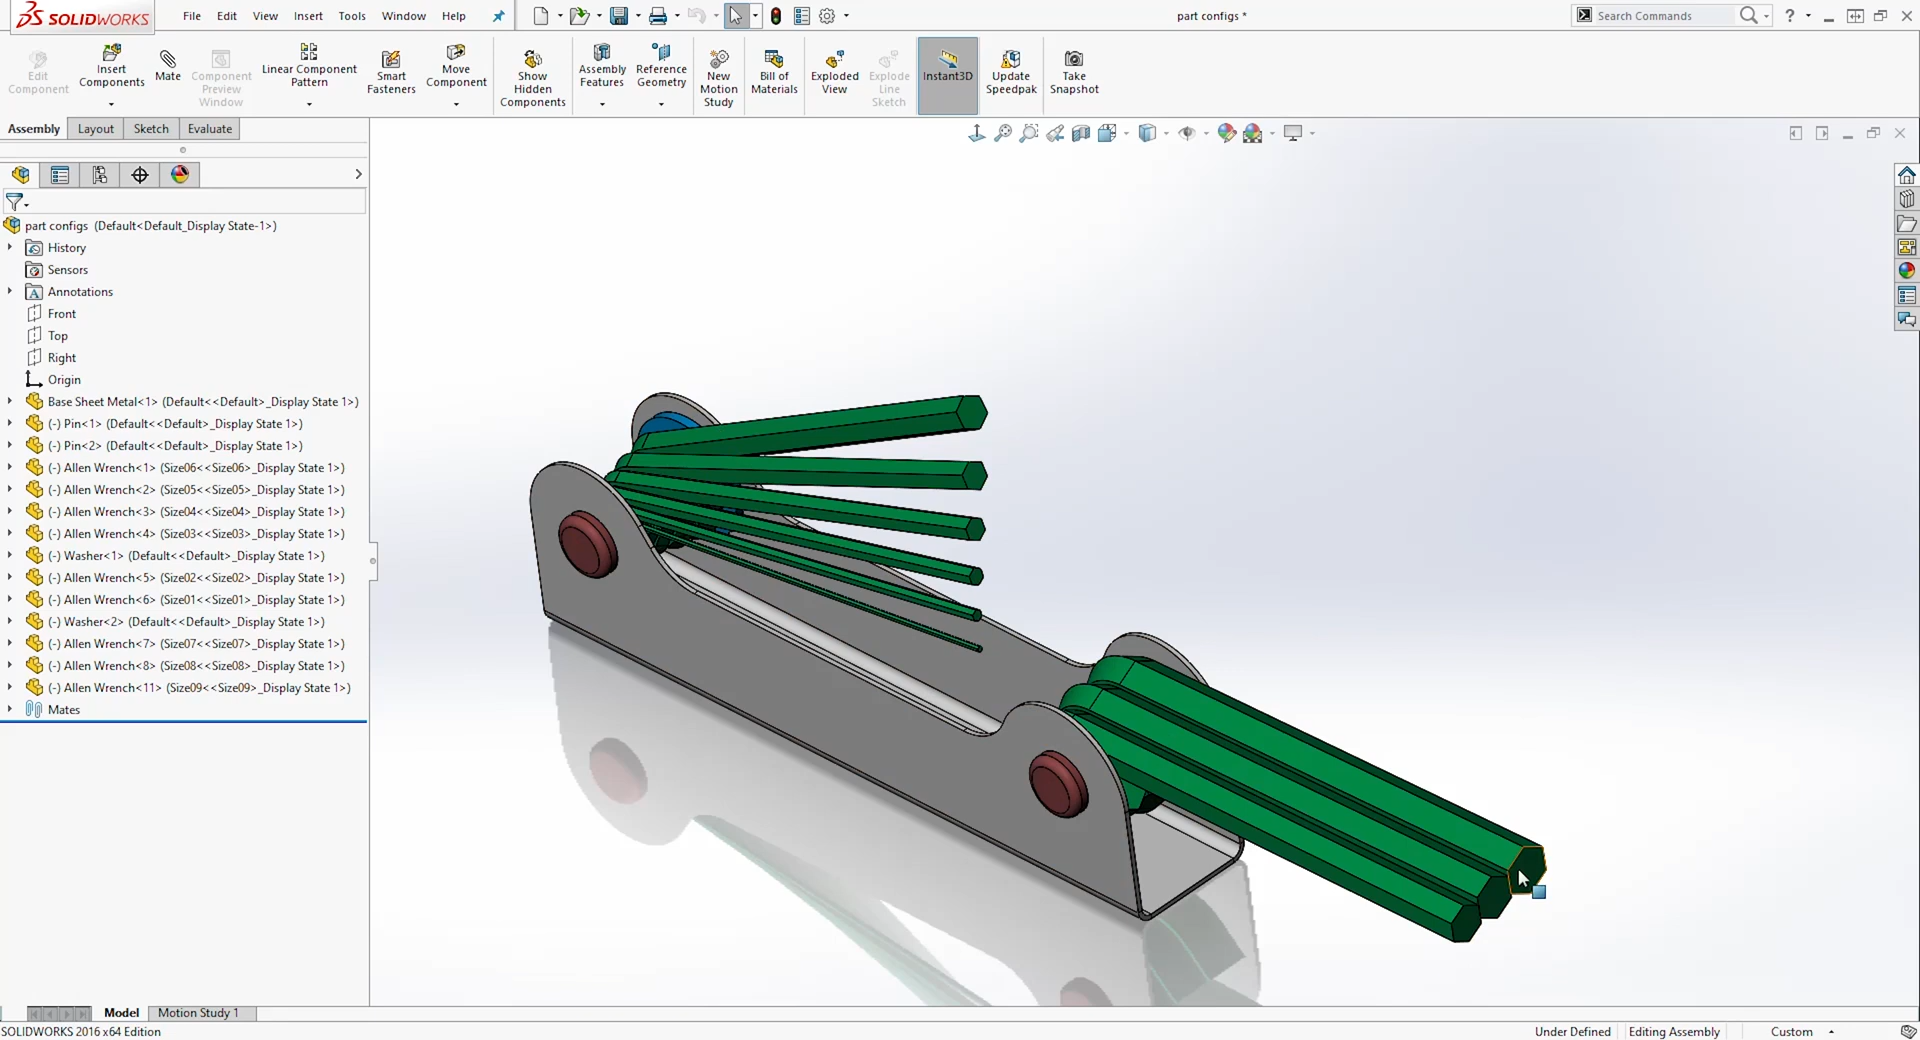 SOLIDWORKS File Edit View Insert Tools Window Help part configs * Search Commands ?
Edit Component
Insert Components
Mate
Component Preview Window
Linear Component Pattern
Smart Fasteners
Move Component
Show Hidden Components
Assembly Features
Reference Geometry
New Motion Study
Bill of Materials
Exploded View
Explode Line Sketch
Instant3D
Update Speedpak
Take Snapshot
Assembly Layout Sketch Evaluate
part configs (Default<Default_Display State-1>)
History
Sensors
Annotations
Front
Top
Right
Origin
Base Sheet Metal<1> (Default<<Default>_Display State 1>)
(-) Pin<1> (Default<<Default>_Display State 1>)
(-) Pin<2> (Default<<Default>_Display State 1>)
(-) Allen Wrench<1> (Size06<<Size06>_Display State 1>)
(-) Allen Wrench<2> (Size05<<Size05>_Display State 1>)
(-) Allen Wrench<3> (Size04<<Size04>_Display State 1>)
(-) Allen Wrench<4> (Size03<<Size03>_Display State 1>)
(-) Washer<1> (Default<<Default>_Display State 1>)
(-) Allen Wrench<5> (Size02<<Size02>_Display State 1>)
(-) Allen Wrench<6> (Size01<<Size01>_Display State 1>)
(-) Washer<2> (Default<<Default>_Display State 1>)
(-) Allen Wrench<7> (Size07<<Size07>_Display State 1>)
(-) Allen Wrench<8> (Size08<<Size08>_Display State 1>)
(-) Allen Wrench<11> (Size09<<Size09>_Display State 1>)
Mates
Model Motion Study 1
SOLIDWORKS 2016 x64 Edition Under Defined Editing Assembly Custom